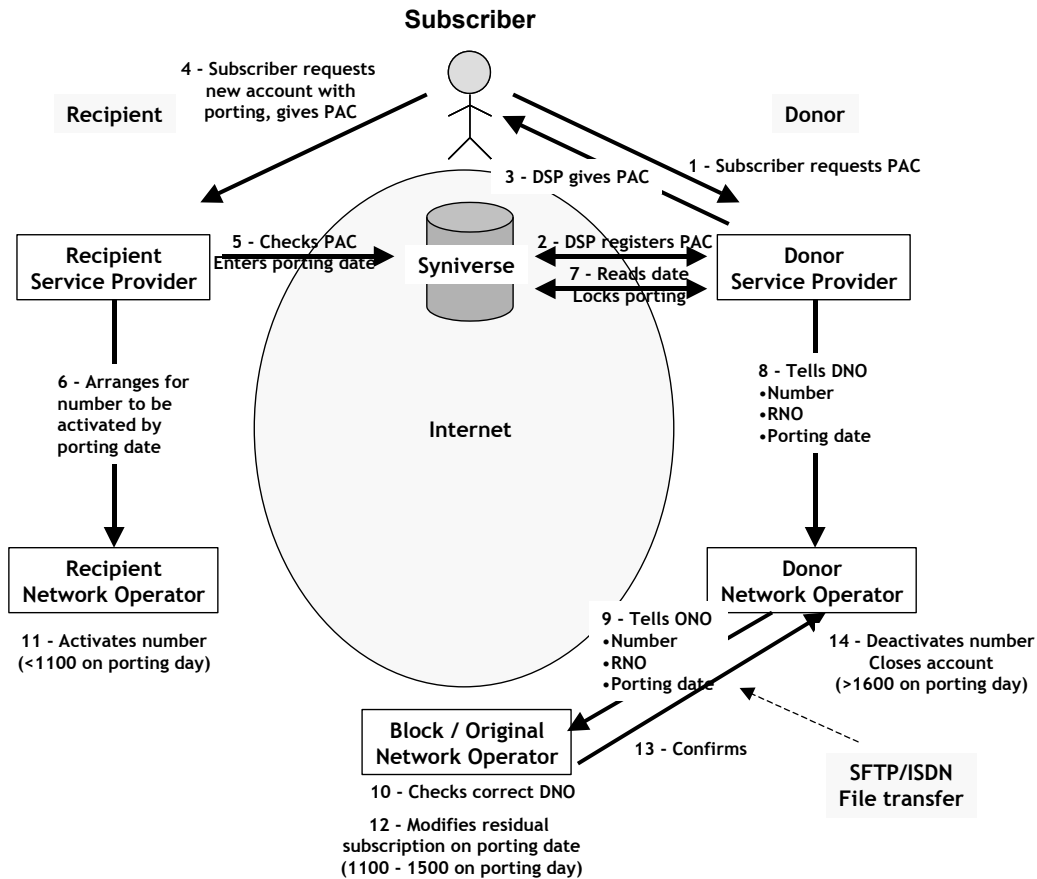 Subscriber
4 - Subscriber requests
new account with
porting, gives PAC
Recipient
Donor
1 - Subscriber requests PAC
3 - DSP gives PAC
Recipient
Service Provider
5 - Checks PAC
Enters porting date
Syniverse
2 - DSP registers PAC
7 - Reads date
Locks porting
Donor
Service Provider
6 - Arranges for
number to be
activated by
porting date
Internet
8 - Tells DNO
•Number
•RNO
•Porting date
Recipient
Network Operator
Donor
Network Operator
11 - Activates number
(<1100 on porting day)
9 - Tells ONO
•Number
•RNO
•Porting date
14 - Deactivates number
Closes account
(>1600 on porting day)
Block / Original
Network Operator
13 - Confirms
10 - Checks correct DNO
12 - Modifies residual
subscription on porting date
(1100 - 1500 on porting day)
SFTP/ISDN
File transfer